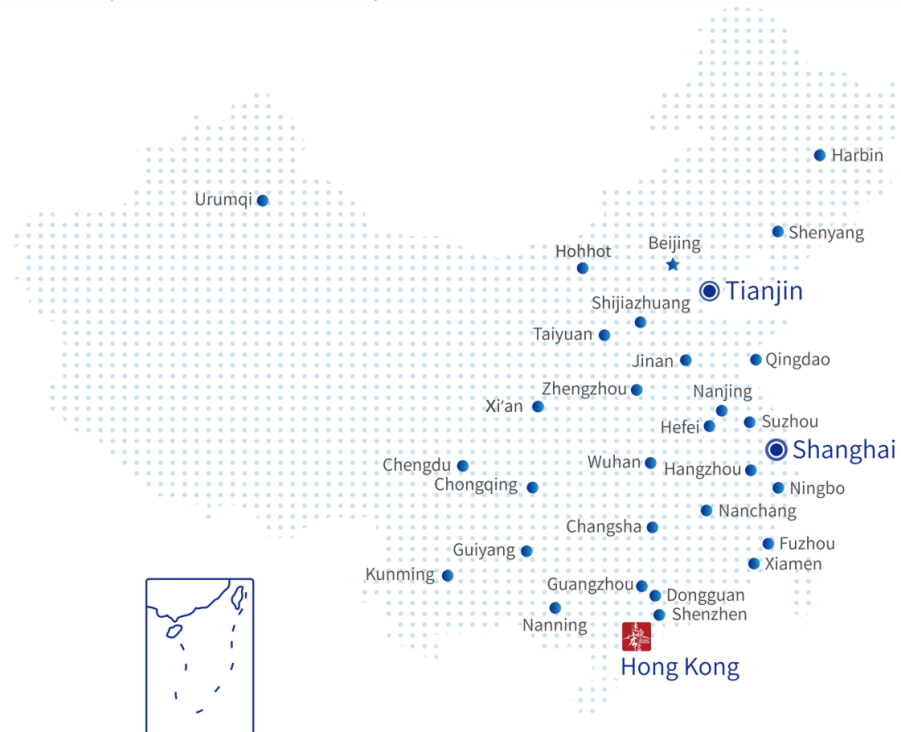 Harbin
Urumqi
Shenyang
Beijing
Hohhot
Tianjin
Shijiazhuang
Taiyuan
Jinan
Qingdao
Zhengzhou
Nanjing
Xi'an
Suzhou
Hefei
Shanghai
Wuhan
Chengdu
Hangzhou
Chongqing
Ningbo
Nanchang
Changsha
Fuzhou
Guiyang
Xiamen
Kunming
Guangzhou
Dongguan
Shenzhen
Nanning
Hong Kong